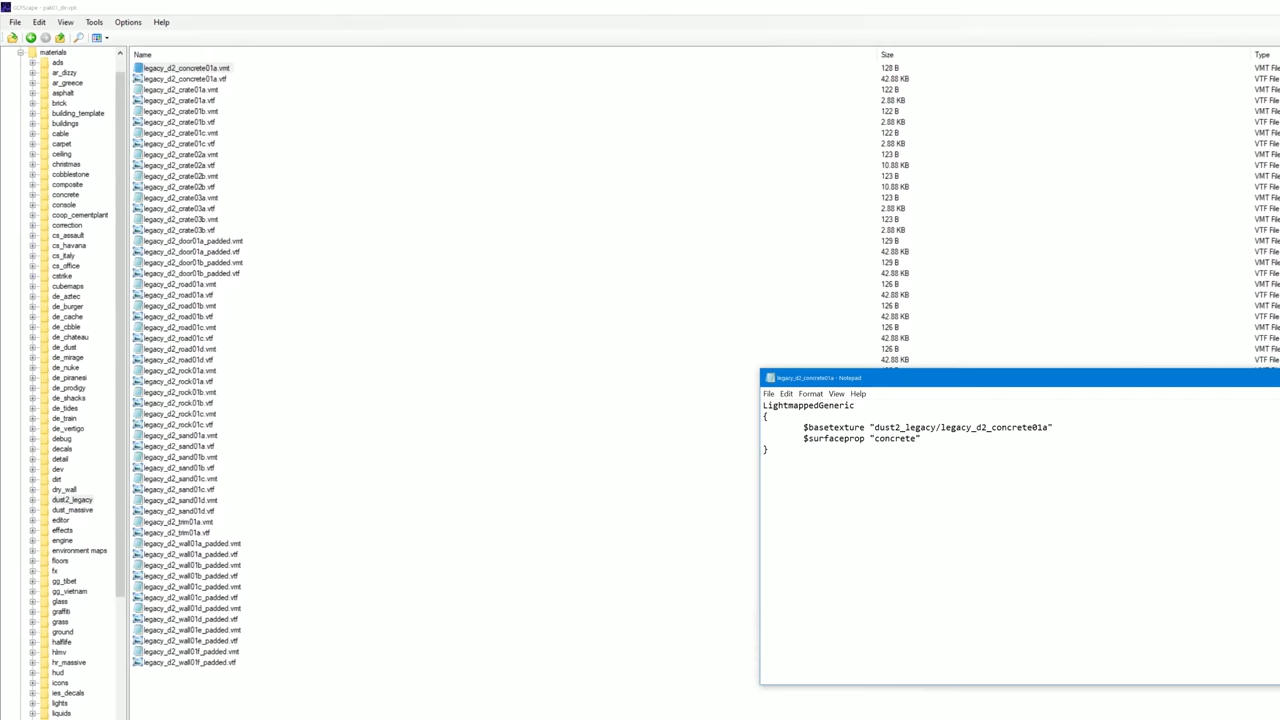 GCFScape - pak01_dir.vpk
File Edit View Tools Options Help
materials
ads
ar_dizzy
ar_greece
asphalt
brick
building_template
buildings
cable
carpet
ceiling
christmas
cobblestone
composite
concrete
console
coop_cementplant
correction
cs_assault
cs_havana
cs_italy
cs_office
cstrike
cubemaps
de_aztec
de_burger
de_cache
de_cbble
de_chateau
de_dust
de_mirage
de_nuke
de_piranesi
de_prodigy
de_shacks
de_tides
de_train
de_vertigo
debug
decals
detail
dev
dirt
dry_wall
dust2_legacy
dust_massive
editor
effects
engine
environment maps
floors
fx
gg_tibet
gg_vietnam
glass
graffiti
grass
ground
halflife
hlmv
hr_massive
hud
icons
ies_decals
lights
liquids
Name Size Type
legacy_d2_concrete01a.vmt 128 B VMT File
legacy_d2_concrete01a.vtf 42.88 KB VTF File
legacy_d2_crate01a.vmt 122 B VMT File
legacy_d2_crate01a.vtf 2.88 KB VTF File
legacy_d2_crate01b.vmt 122 B VMT File
legacy_d2_crate01b.vtf 2.88 KB VTF File
legacy_d2_crate01c.vmt 122 B VMT File
legacy_d2_crate01c.vtf 2.88 KB VTF File
legacy_d2_crate02a.vmt 123 B VMT File
legacy_d2_crate02a.vtf 10.88 KB VTF File
legacy_d2_crate02b.vmt 123 B VMT File
legacy_d2_crate02b.vtf 10.88 KB VTF File
legacy_d2_crate03a.vmt 123 B VMT File
legacy_d2_crate03a.vtf 2.88 KB VTF File
legacy_d2_crate03b.vmt 123 B VMT File
legacy_d2_crate03b.vtf 2.88 KB VTF File
legacy_d2_door01a_padded.vmt 129 B VMT File
legacy_d2_door01a_padded.vtf 42.88 KB VTF File
legacy_d2_door01b_padded.vmt 129 B VMT File
legacy_d2_door01b_padded.vtf 42.88 KB VTF File
legacy_d2_road01a.vmt 126 B VMT File
legacy_d2_road01a.vtf 42.88 KB VTF File
legacy_d2_road01b.vmt 126 B VMT File
legacy_d2_road01b.vtf 42.88 KB VTF File
legacy_d2_road01c.vmt 126 B VMT File
legacy_d2_road01c.vtf 42.88 KB VTF File
legacy_d2_road01d.vmt 126 B VMT File
legacy_d2_road01d.vtf 42.88 KB VTF File
legacy_d2_rock01a.vmt
legacy_d2_rock01a.vtf
legacy_d2_rock01b.vmt
legacy_d2_rock01b.vtf
legacy_d2_rock01c.vmt
legacy_d2_rock01c.vtf
legacy_d2_sand01a.vmt
legacy_d2_sand01a.vtf
legacy_d2_sand01b.vmt
legacy_d2_sand01b.vtf
legacy_d2_sand01c.vmt
legacy_d2_sand01c.vtf
legacy_d2_sand01d.vmt
legacy_d2_sand01d.vtf
legacy_d2_trim01a.vmt
legacy_d2_trim01a.vtf
legacy_d2_wall01a_padded.vmt
legacy_d2_wall01a_padded.vtf
legacy_d2_wall01b_padded.vmt
legacy_d2_wall01b_padded.vtf
legacy_d2_wall01c_padded.vmt
legacy_d2_wall01c_padded.vtf
legacy_d2_wall01d_padded.vmt
legacy_d2_wall01d_padded.vtf
legacy_d2_wall01e_padded.vmt
legacy_d2_wall01e_padded.vtf
legacy_d2_wall01f_padded.vmt
legacy_d2_wall01f_padded.vtf
legacy_d2_concrete01a - Notepad
File Edit Format View Help
LightmappedGeneric
{
$basetexture "dust2_legacy/legacy_d2_concrete01a"
$surfaceprop "concrete"
}